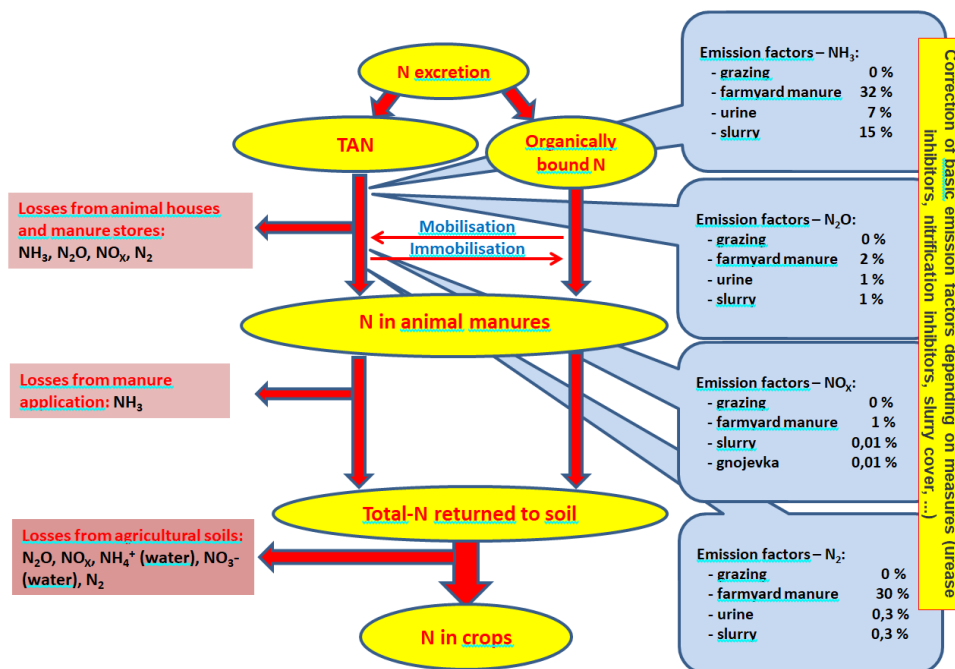 N excretion
TAN
Organically
bound N
Losses from animal houses
and manure stores:
NH₃, N₂O, NOₓ, N₂
Mobilisation
Immobilisation
N in animal manures
Losses from manure
application: NH₃
Total-N returned to soil
Losses from agricultural soils:
N₂O, NOₓ, NH₄⁺ (water), NO₃-
(water), N₂
N in crops
Emission factors – NH₃:
- grazing 0 %
- farmyard manure 32 %
- urine 7 %
- slurry 15 %
Emission factors – N₂O:
- grazing 0 %
- farmyard manure 2 %
- urine 1 %
- slurry 1 %
Emission factors – NOₓ:
- grazing 0 %
- farmyard manure 1 %
- slurry 0,01 %
- gnojevka 0,01 %
Emission factors – N₂:
- grazing 0 %
- farmyard manure 30 %
- urine 0,3 %
- slurry 0,3 %
Correction of basic emission factors depending on measures (urease
inhibitors, nitrification inhibitors, slurry cover, ...)